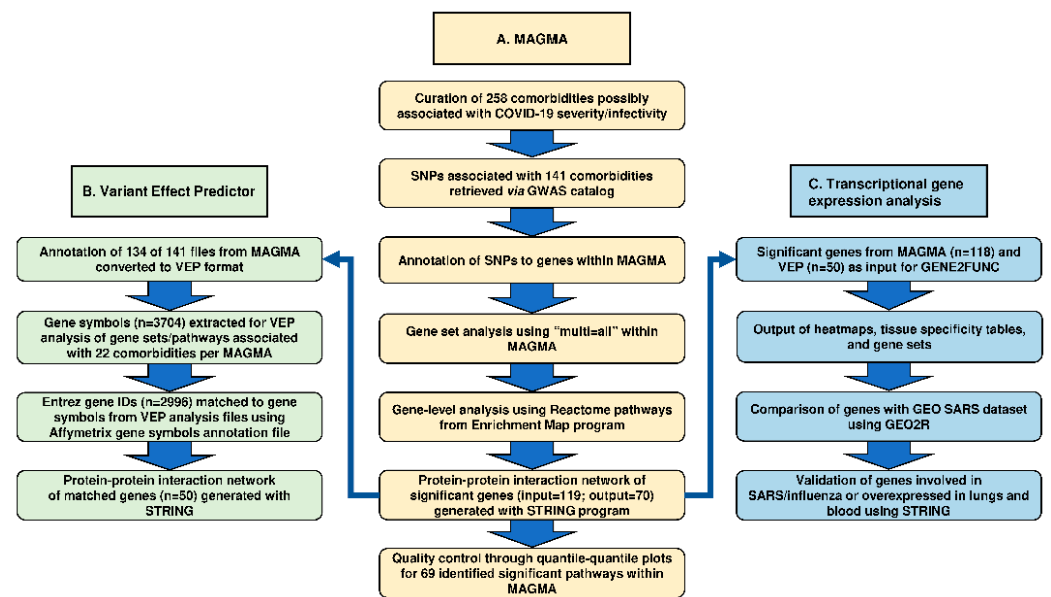 A. MAGMA
Curation of 258 comorbidities possibly
associated with COVID-19 severity/infectivity
SNPs associated with 141 comorbidities
retrieved via GWAS catalog
Annotation of SNPs to genes within MAGMA
Gene set analysis using “multi=all” within
MAGMA
Gene-level analysis using Reactome pathways
from Enrichment Map program
Protein-protein interaction network of
significant genes (input=119; output=70)
generated with STRING program
Quality control through quantile-quantile plots
for 69 identified significant pathways within
MAGMA
B. Variant Effect Predictor
Annotation of 134 of 141 files from MAGMA
converted to VEP format
Gene symbols (n=3704) extracted for VEP
analysis of gene sets/pathways associated
with 22 comorbidities per MAGMA
Entrez gene IDs (n=2996) matched to gene
symbols from VEP analysis files using
Affymetrix gene symbols annotation file
Protein-protein interaction network
of matched genes (n=50) generated with
STRING
C. Transcriptional gene
expression analysis
Significant genes from MAGMA (n=118) and
VEP (n=50) as input for GENE2FUNC
Output of heatmaps, tissue specificity tables,
and gene sets
Comparison of genes with GEO SARS dataset
using GEO2R
Validation of genes involved in
SARS/influenza or overexpressed in lungs and
blood using STRING